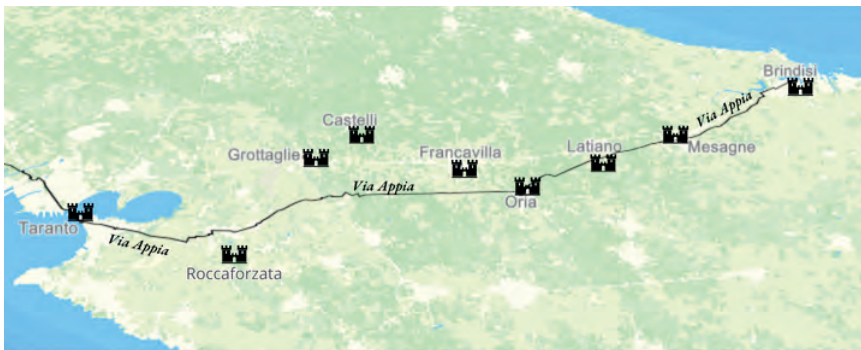 Brindisi
Via Appia
Castelli
Grottaglie
Francavilla
Latiano
Mesagne
Via Appia
Oria
Taranto
Via Appia
Roccaforzata